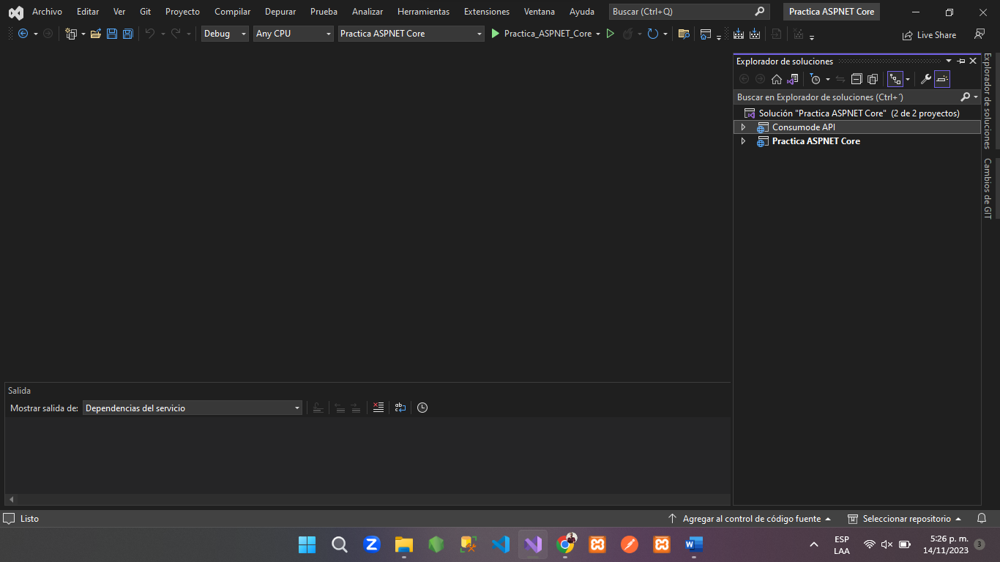 Archivo Editar Ver Git Proyecto Compilar Depurar Prueba Analizar Herramientas Extensiones Ventana Ayuda Buscar (Ctrl+Q) Practica ASPNET Core
Debug Any CPU Practica ASPNET Core Practica_ASPNET_Core Live Share
Explorador de soluciones
Buscar en Explorador de soluciones (Ctrl+´)
Solución "Practica ASPNET Core" (2 de 2 proyectos)
Consumode API
Practica ASPNET Core
Explorador de soluciones
Cambios de GIT
Salida
Mostrar salida de: Dependencias del servicio
Listo Agregar al control de código fuente Seleccionar repositorio
ESP
LAA
5:26 p. m.
14/11/2023
3